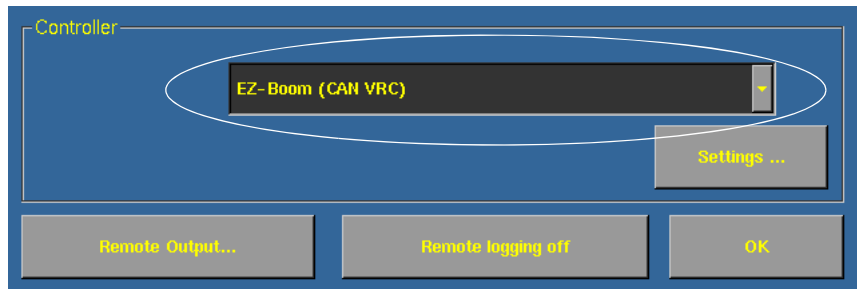 Controller
EZ-Boom (CAN VRC)
Settings ...
Remote Output...
Remote logging off
OK